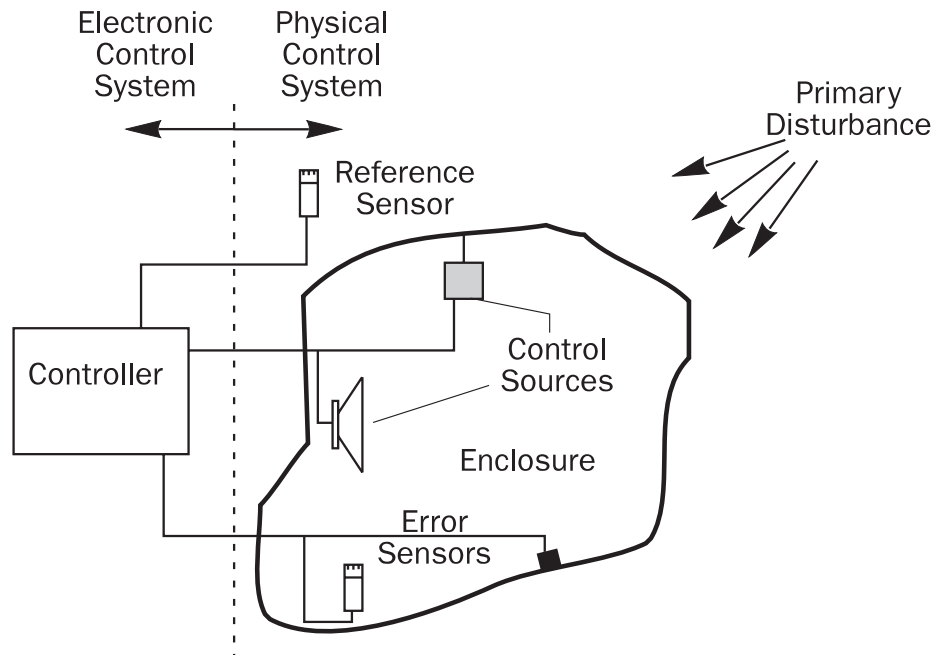 Electronic
Control
System
Physical
Control
System
Primary
Disturbance
Reference
Sensor
Controller
Control
Sources
Enclosure
Error
Sensors